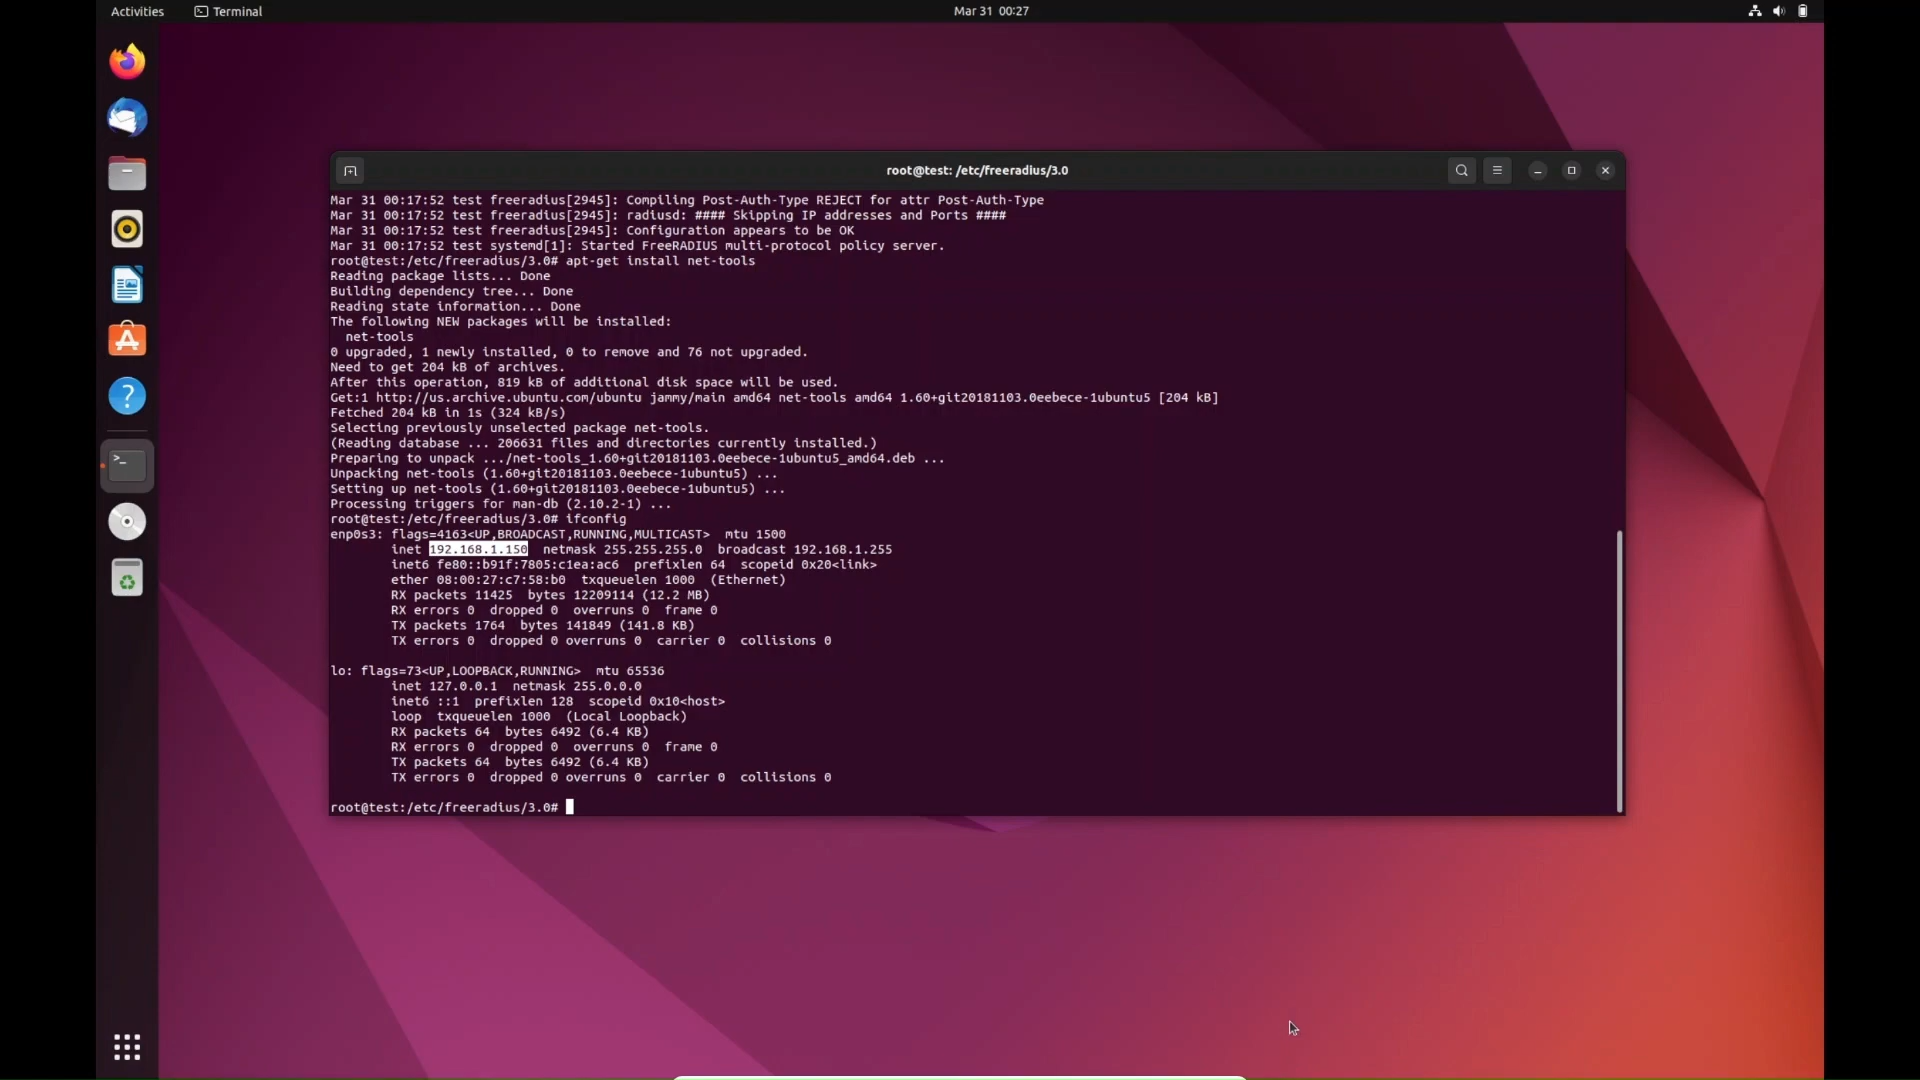 Activities
Terminal
Mar 31 00:27
root@test: /etc/freeradius/3.0
Mar 31 00:17:52 test freeradius[2945]: Compiling Post-Auth-Type REJECT for attr Post-Auth-Type
Mar 31 00:17:52 test freeradius[2945]: radiusd: #### Skipping IP addresses and Ports ####
Mar 31 00:17:52 test freeradius[2945]: Configuration appears to be OK
Mar 31 00:17:52 test systemd[1]: Started FreeRADIUS multi-protocol policy server.
root@test:/etc/freeradius/3.0# apt-get install net-tools
Reading package lists... Done
Building dependency tree... Done
Reading state information... Done
The following NEW packages will be installed:
net-tools
0 upgraded, 1 newly installed, 0 to remove and 76 not upgraded.
Need to get 204 kB of archives.
After this operation, 819 kB of additional disk space will be used.
Get:1 http://us.archive.ubuntu.com/ubuntu jammy/main amd64 net-tools amd64 1.60+git20181103.0eebece-1ubuntu5 [204 kB]
Fetched 204 kB in 1s (324 kB/s)
Selecting previously unselected package net-tools.
(Reading database ... 206631 files and directories currently installed.)
Preparing to unpack .../net-tools_1.60+git20181103.0eebece-1ubuntu5_amd64.deb ...
Unpacking net-tools (1.60+git20181103.0eebece-1ubuntu5) ...
Setting up net-tools (1.60+git20181103.0eebece-1ubuntu5) ...
Processing triggers for man-db (2.10.2-1) ...
root@test:/etc/freeradius/3.0# ifconfig
enp0s3: flags=4163<UP,BROADCAST,RUNNING,MULTICAST>  mtu 1500
inet 192.168.1.150  netmask 255.255.255.0  broadcast 192.168.1.255
inet6 fe80::b91f:7805:c1ea:ac6  prefixlen 64  scopeid 0x20<link>
ether 08:00:27:c7:58:b0  txqueuelen 1000  (Ethernet)
RX packets 11425  bytes 12209114 (12.2 MB)
RX errors 0  dropped 0  overruns 0  frame 0
TX packets 1764  bytes 141849 (141.8 KB)
TX errors 0  dropped 0 overruns 0  carrier 0  collisions 0
lo: flags=73<UP,LOOPBACK,RUNNING>  mtu 65536
inet 127.0.0.1  netmask 255.0.0.0
inet6 ::1  prefixlen 128  scopeid 0x10<host>
loop  txqueuelen 1000  (Local Loopback)
RX packets 64  bytes 6492 (6.4 KB)
RX errors 0  dropped 0  overruns 0  frame 0
TX packets 64  bytes 6492 (6.4 KB)
TX errors 0  dropped 0 overruns 0  carrier 0  collisions 0
root@test:/etc/freeradius/3.0#